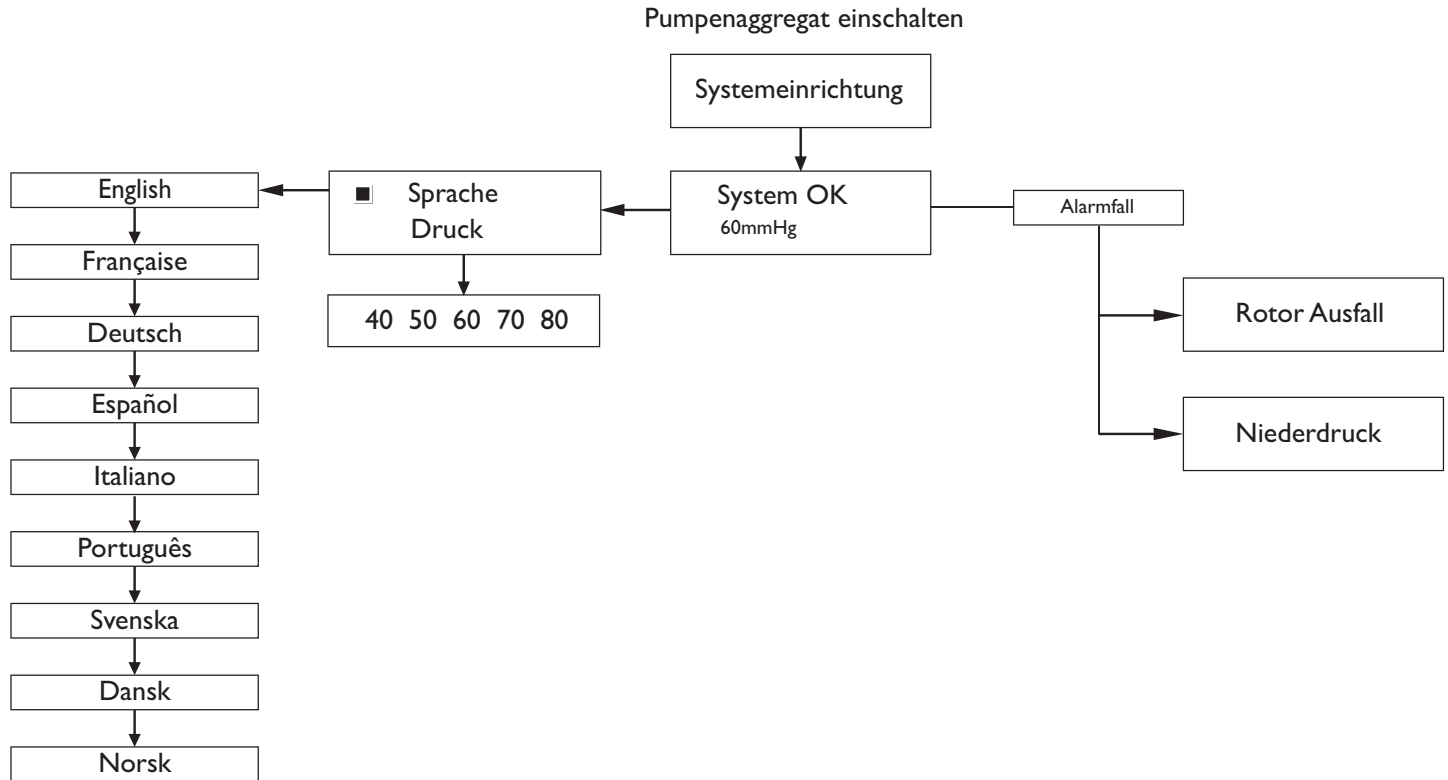 Pumpenaggregat einschalten
Systemeinrichtung
System OK
60mmHg
Sprache
Druck
40 50 60 70 80
English
Française
Deutsch
Español
Italiano
Português
Svenska
Dansk
Norsk
Alarmfall
Rotor Ausfall
Niederdruck